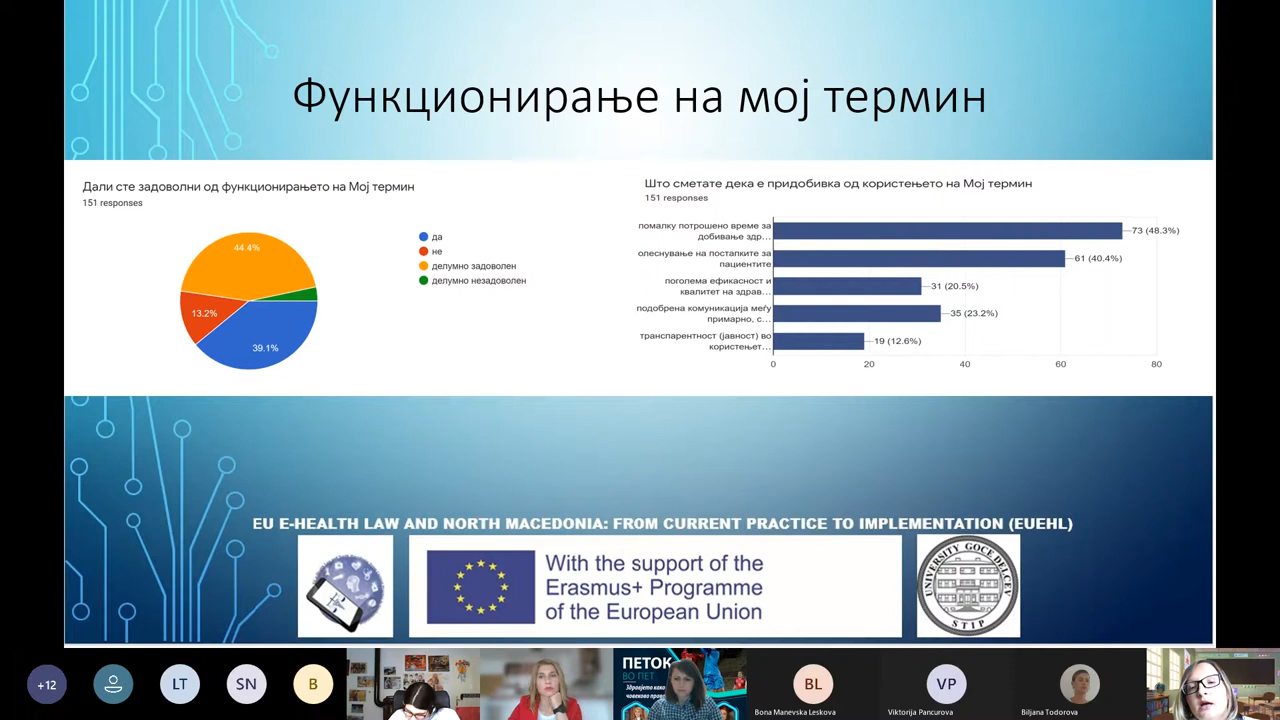 Функционирање на мој термин
Дали сте задоволни од функционирањето на Мој термин
151 responses
44.4%
13.2%
39.1%
да
не
делумно задоволен
делумно незадоволен
Што сметате дека е придобивка од користењето на Мој термин
151 responses
помалку потрошено време за
добивање здр...
73 (48.3%)
олеснување на постапките за
пациентите
61 (40.4%)
поголема ефикасност и
квалитет на здрав...
31 (20.5%)
подобрена комуникација меѓу
примарно, с...
35 (23.2%)
транспарентност (јавност) во
користењет...
19 (12.6%)
0 20 40 60 80
EU E-HEALTH LAW AND NORTH MACEDONIA: FROM CURRENT PRACTICE TO IMPLEMENTATION (EUEHL)
With the support of the
Erasmus+ Programme
of the European Union
UNIVERSITY GOCE DELCEV
STIP
+12
LT
SN
B
ПЕТОК
ВО ПЕТ
Здравјето како
човеково право
BL
Bona Manevska Leskova
VP
Viktorija Pancurova
Biljana Todorova